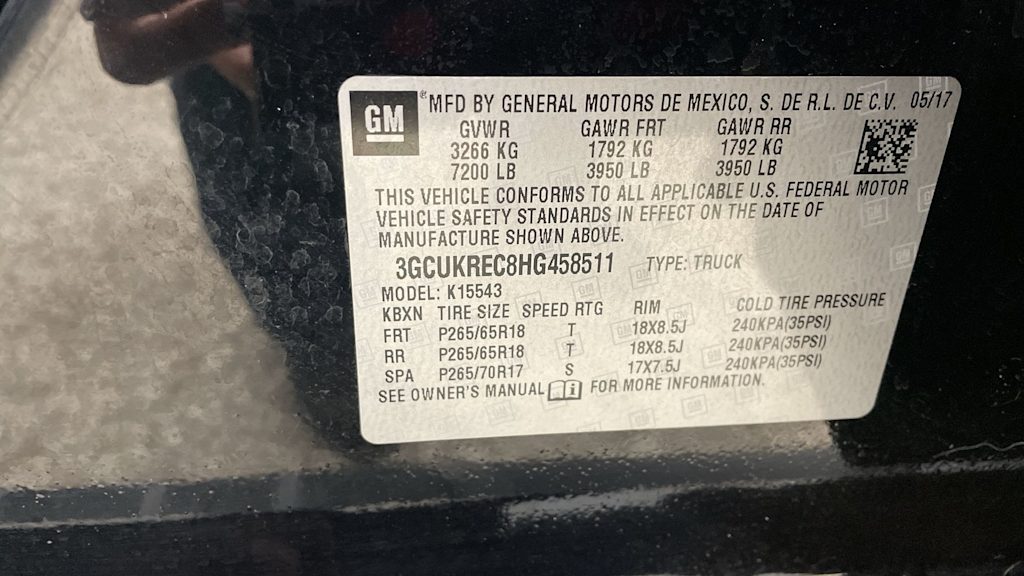 GM ® MFD BY GENERAL MOTORS DE MEXICO, S. DE R.L. DE C.V. 05/17
GVWR GAWR FRT GAWR RR
3266 KG 1792 KG 1792 KG
7200 LB 3950 LB 3950 LB
THIS VEHICLE CONFORMS TO ALL APPLICABLE U.S. FEDERAL MOTOR
VEHICLE SAFETY STANDARDS IN EFFECT ON THE DATE OF
MANUFACTURE SHOWN ABOVE.
3GCUKREC8HG458511 TYPE: TRUCK
MODEL: K15543
KBXN TIRE SIZE SPEED RTG RIM COLD TIRE PRESSURE
FRT P265/65R18 T 18X8.5J 240KPA(35PSI)
RR P265/65R18 T 18X8.5J 240KPA(35PSI)
SPA P265/70R17 S 17X7.5J 240KPA(35PSI)
SEE OWNER'S MANUAL FOR MORE INFORMATION.